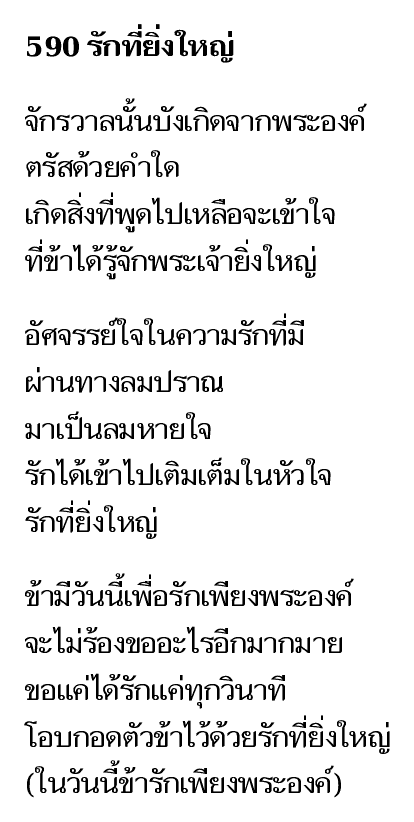 590 รักที่ยิ่งใหญ่
จักรวาลนั้นบังเกิดจากพระองค์
ตรัสด้วยคำใด
เกิดสิ่งที่พูดไปเหลือจะเข้าใจ
ที่ข้าได้รู้จักพระเจ้ายิ่งใหญ่
อัศจรรย์ใจในความรักที่มี
ผ่านทางลมปราณ
มาเป็นลมหายใจ
รักได้เข้าไปเติมเต็มในหัวใจ
รักที่ยิ่งใหญ่
ข้ามีวันนี้เพื่อรักเพียงพระองค์
จะไม่ร้องขออะไรอีกมากมาย
ขอแค่ได้รักแค่ทุกวินาที
โอบกอดตัวข้าไว้ด้วยรักที่ยิ่งใหญ่
(ในวันนี้ข้ารักเพียงพระองค์)